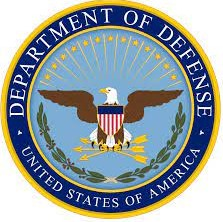 DEPARTMENT OF DEFENSE
UNITED STATES OF AMERICA